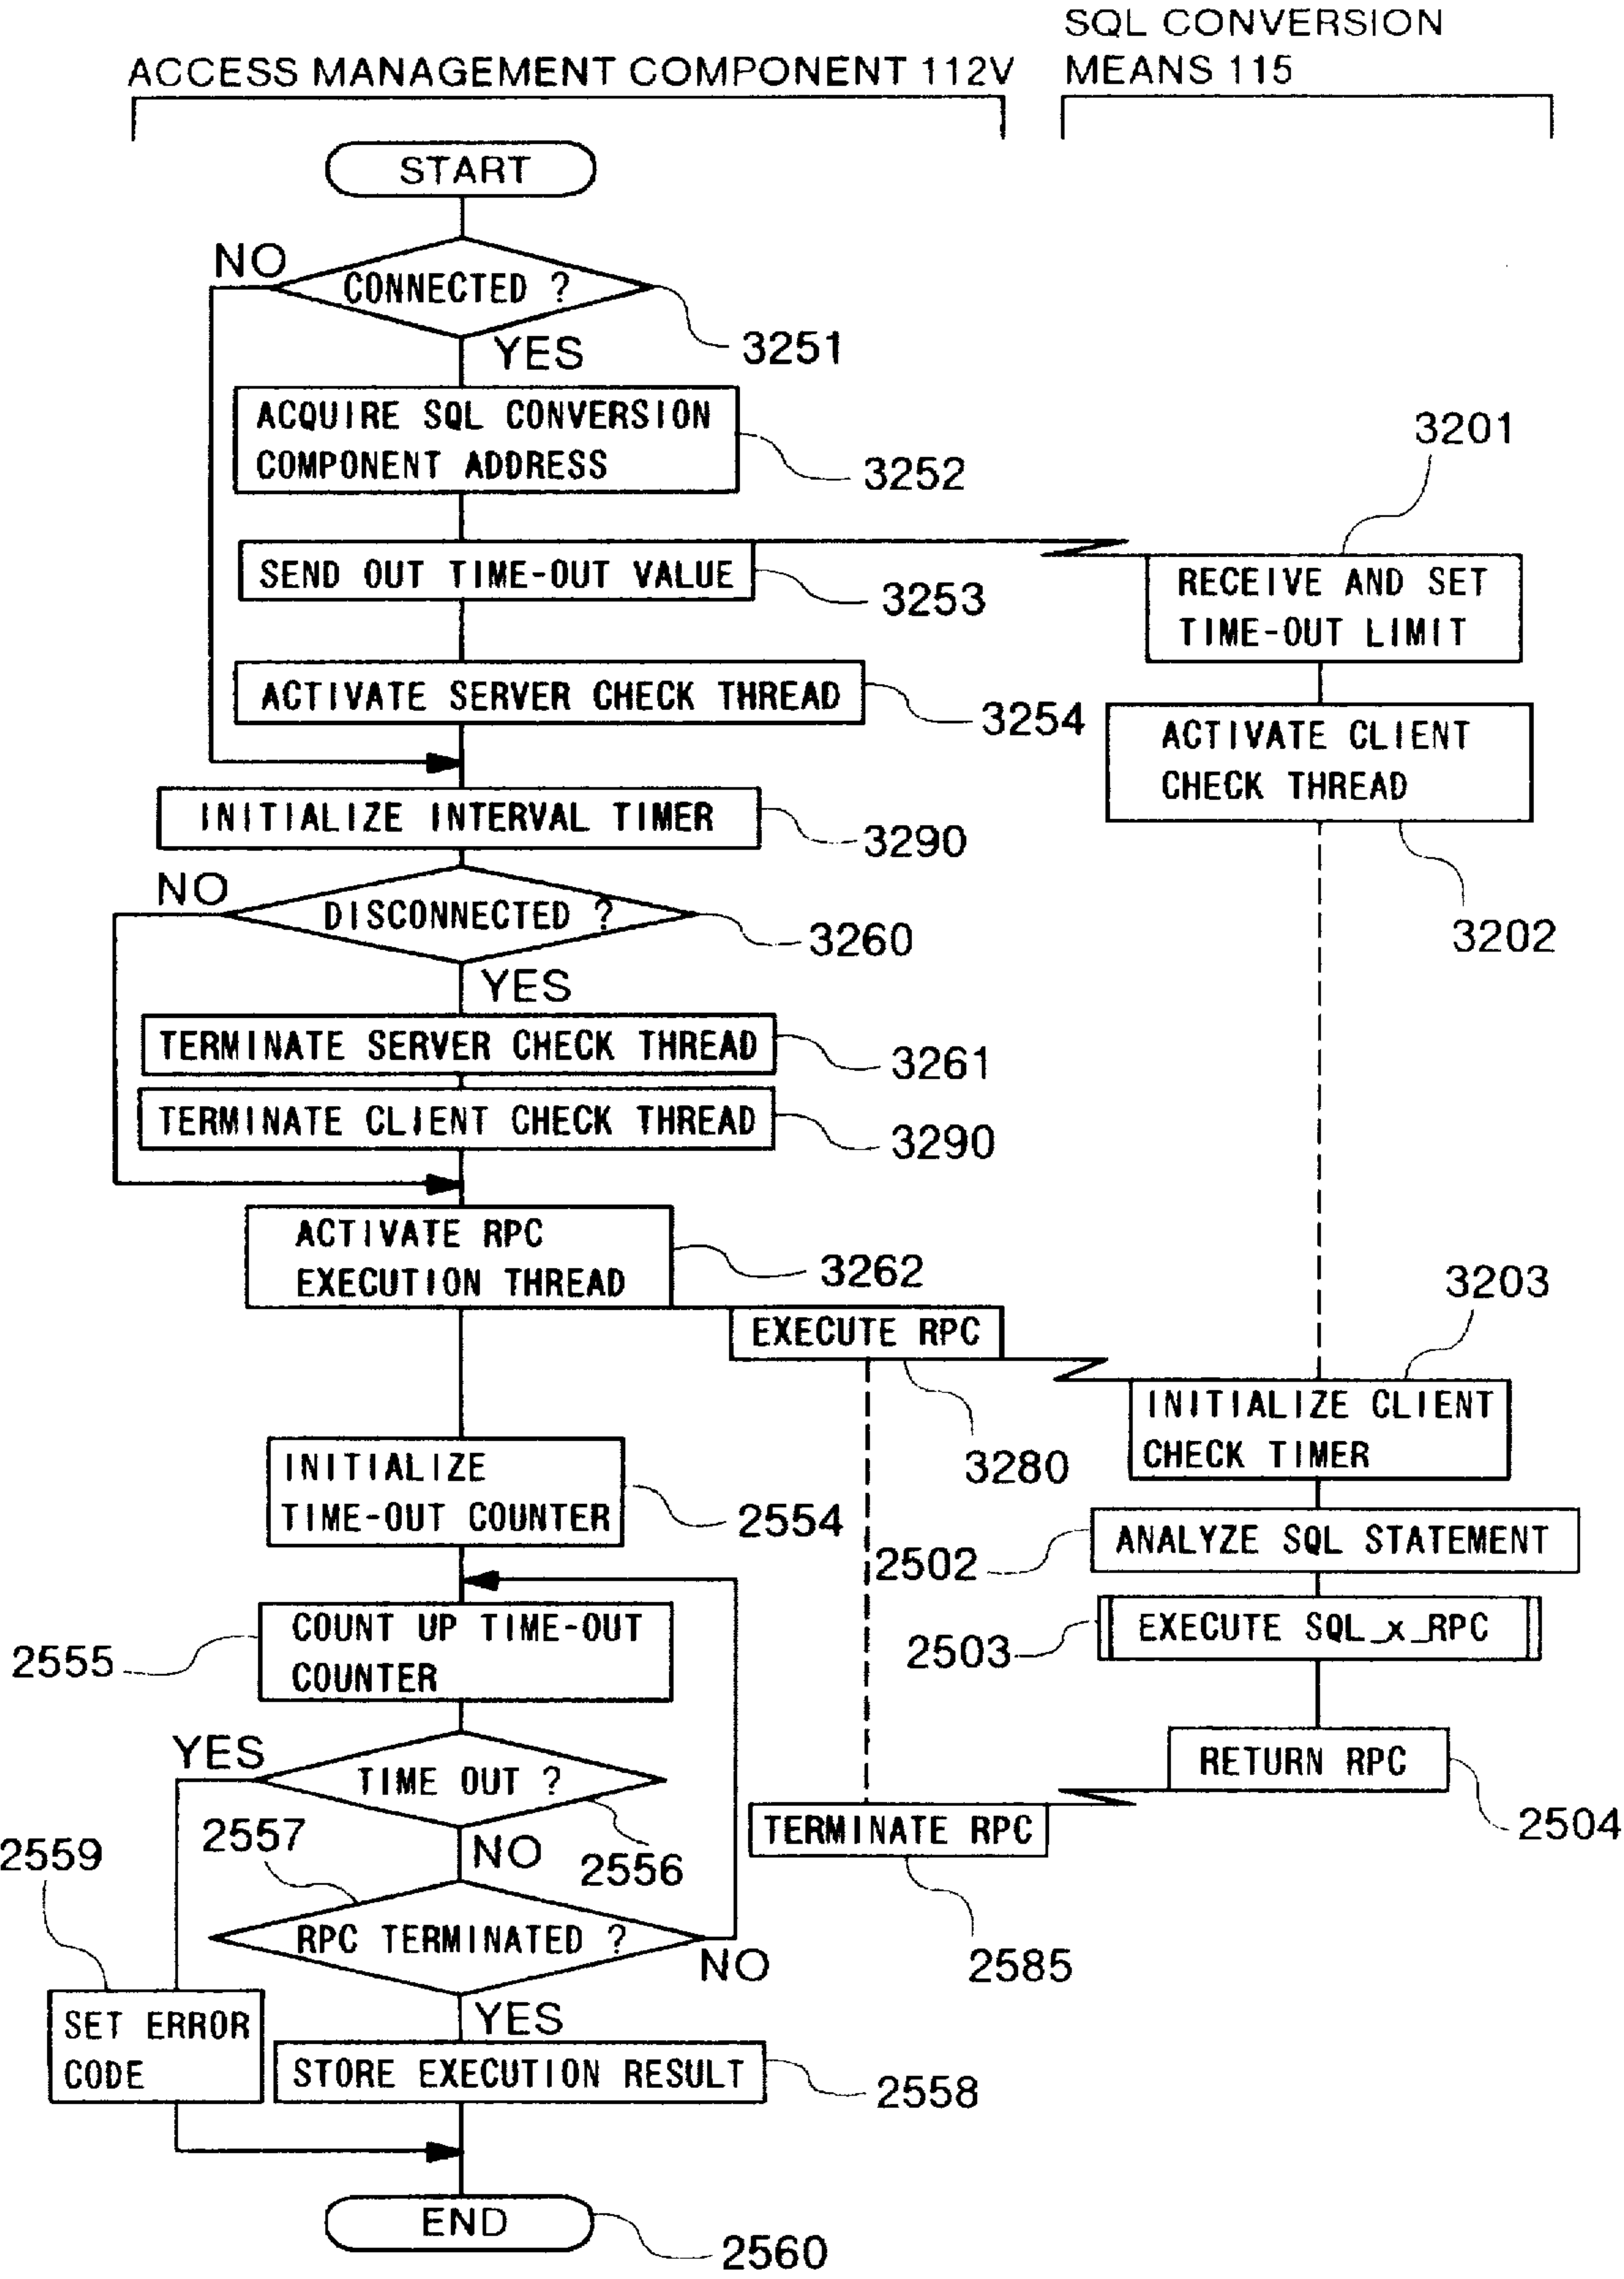 SQL CONVERSION
MEANS 115
ACCESS MANAGEMENT COMPONENT 112V
START
NO
CONNECTED ?
3251
YES
ACQUIRE SQL CONVERSION
COMPONENT ADDRESS
3252
3201
SEND OUT TIME-OUT VALUE
3253
RECEIVE AND SET
TIME-OUT LIMIT
ACTIVATE SERVER CHECK THREAD
3254
ACTIVATE CLIENT
CHECK THREAD
3202
INITIALIZE INTERVAL TIMER
3290
NO
DISCONNECTED ?
3260
YES
TERMINATE SERVER CHECK THREAD
3261
TERMINATE CLIENT CHECK THREAD
3290
ACTIVATE RPC
EXECUTION THREAD
3262
EXECUTE RPC
3280
3203
INITIALIZE CLIENT
CHECK TIMER
INITIALIZE
TIME-OUT COUNTER
2554
2502
ANALYZE SQL STATEMENT
2503
EXECUTE SQL_x_RPC
2555
COUNT UP TIME-OUT
COUNTER
YES
TIME OUT ?
2556
NO
RETURN RPC
2504
TERMINATE RPC
2585
2557
2559
RPC TERMINATED ?
NO
YES
SET ERROR
CODE
STORE EXECUTION RESULT
2558
END
2560